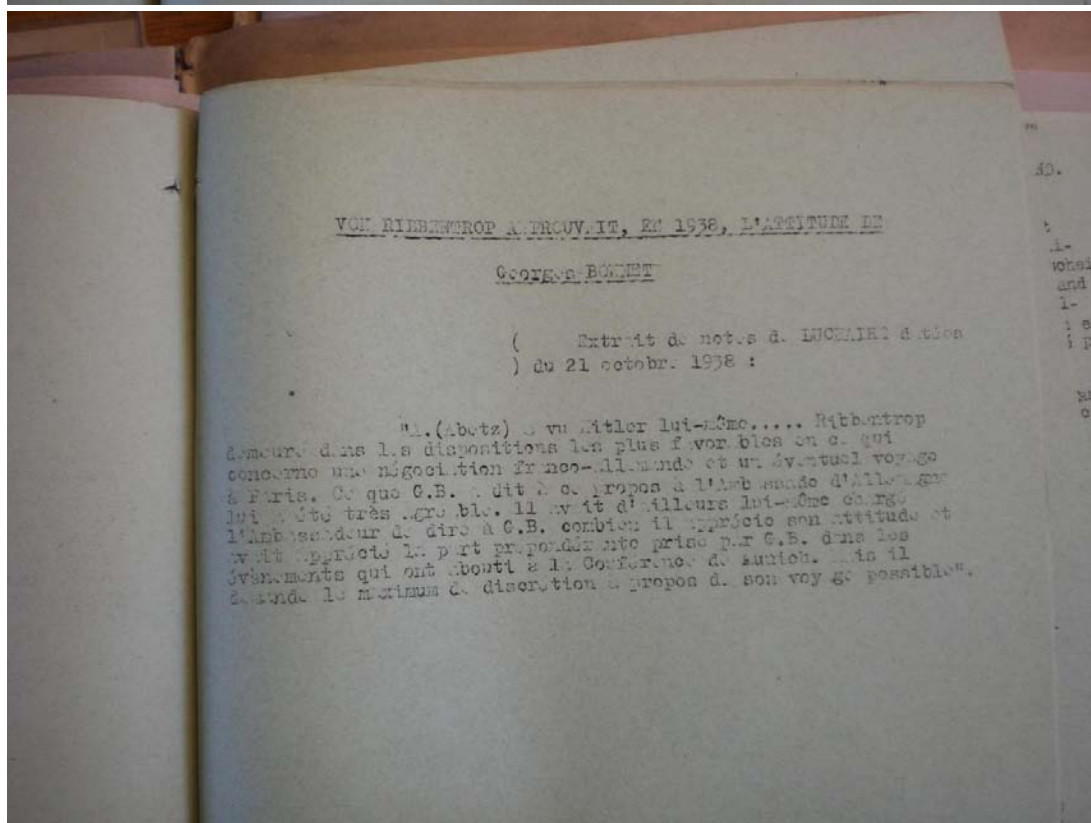 VON RIBBENTROP APPROUVAIT, EN 1938, L'ATTITUDE DE
Georges BONNET
( Extrait de notes de LUCHAIRE datées
) du 21 octobre 1938 :
"A.(Abetz) a vu Hitler lui-même..... Ribbentrop
demeure dans les dispositions les plus favorables en ce qui
concerne une négociation franco-allemande et un éventuel voyage
à Paris. Ce que G.B. a dit à ce propos à l'Ambassade d'Allemagne
lui a été très agréable. Il avait d'ailleurs lui-même chargé
l'Ambassadeur de dire à G.B. combien il apprécie son attitude et
avait apprécié la part prépondérante prise par G.B. dans les
évènements qui ont abouti à la Conférence de Munich. Mais il
demande le maximum de discrétion à propos de son voyage possible".